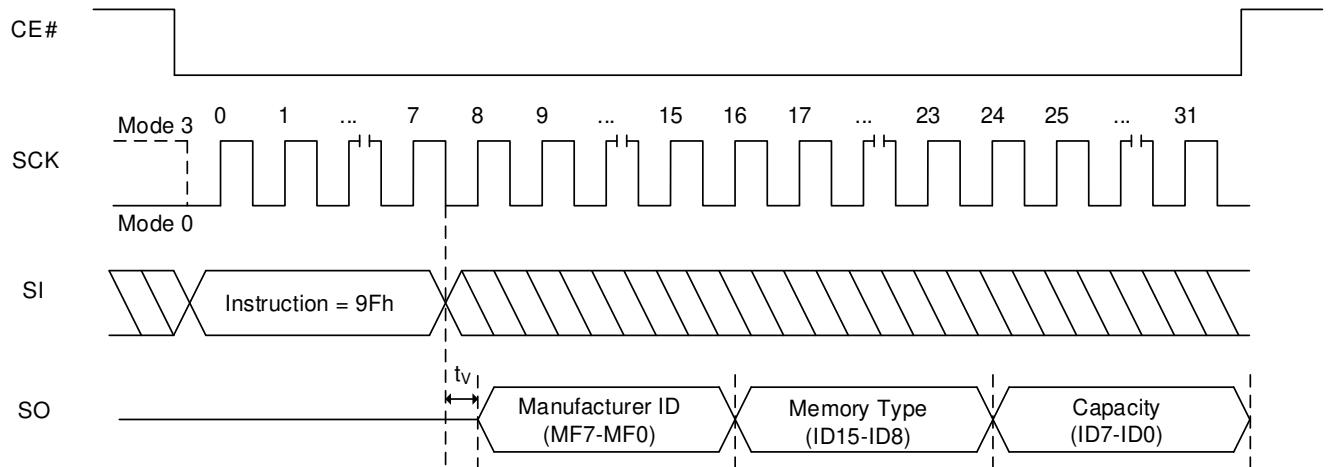 CE#
0 1 ... 7 8 9 ... 15 16 17 ... 23 24 25 ... 31
Mode 3
SCK
Mode 0
SI
Instruction = 9Fh
tV
SO
Manufacturer ID
(MF7-MF0)
Memory Type
(ID15-ID8)
Capacity
(ID7-ID0)